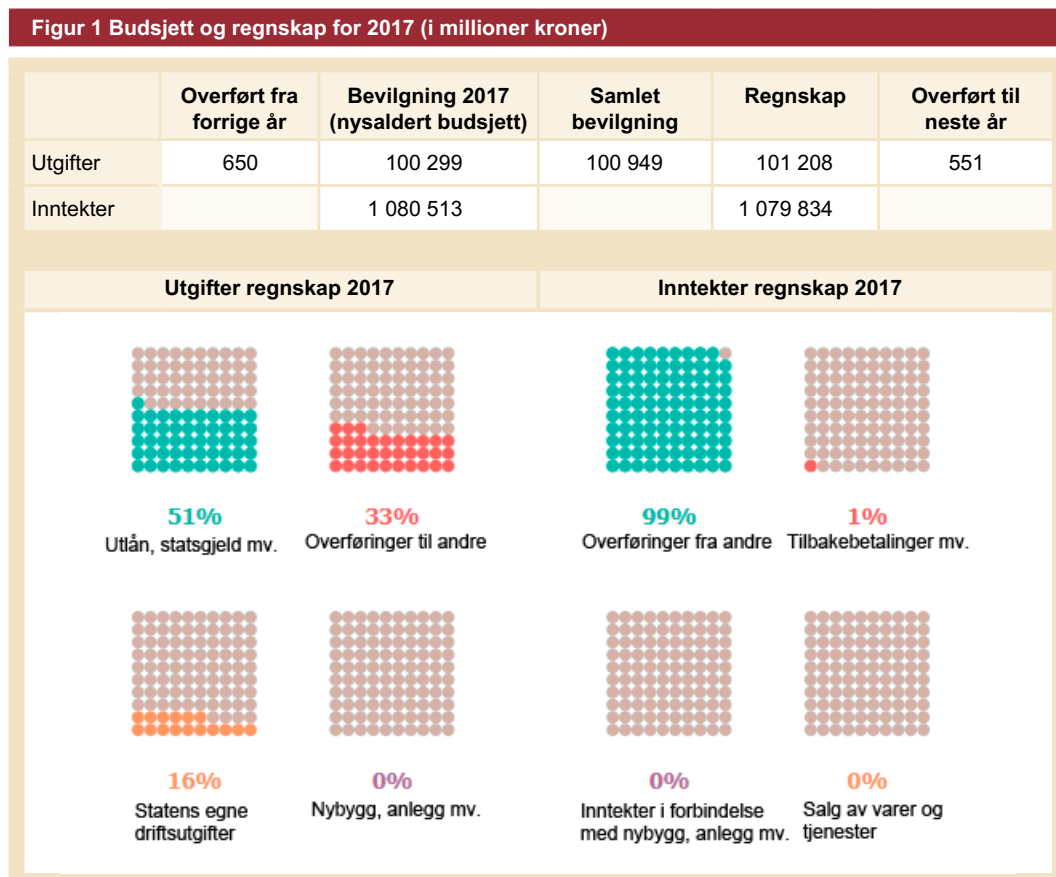 Figur 1 Budsjett og regnskap for 2017 (i millioner kroner)
Overført fra forrige år
Bevilgning 2017 (nysaldert budsjett)
Samlet bevilgning
Regnskap
Overført til neste år
Utgifter 650 100 299 100 949 101 208 551
Inntekter 1 080 513 1 079 834
Utgifter regnskap 2017
Inntekter regnskap 2017
51% 33% 99% 1%
Utlån, statsgjeld mv. Overføringer til andre Overføringer fra andre Tilbakebetalinger mv.
16% 0% 0% 0%
Statens egne
driftsutgifter
Nybygg, anlegg mv.
Inntekter i forbindelse
med nybygg, anlegg mv.
Salg av varer og
tjenester